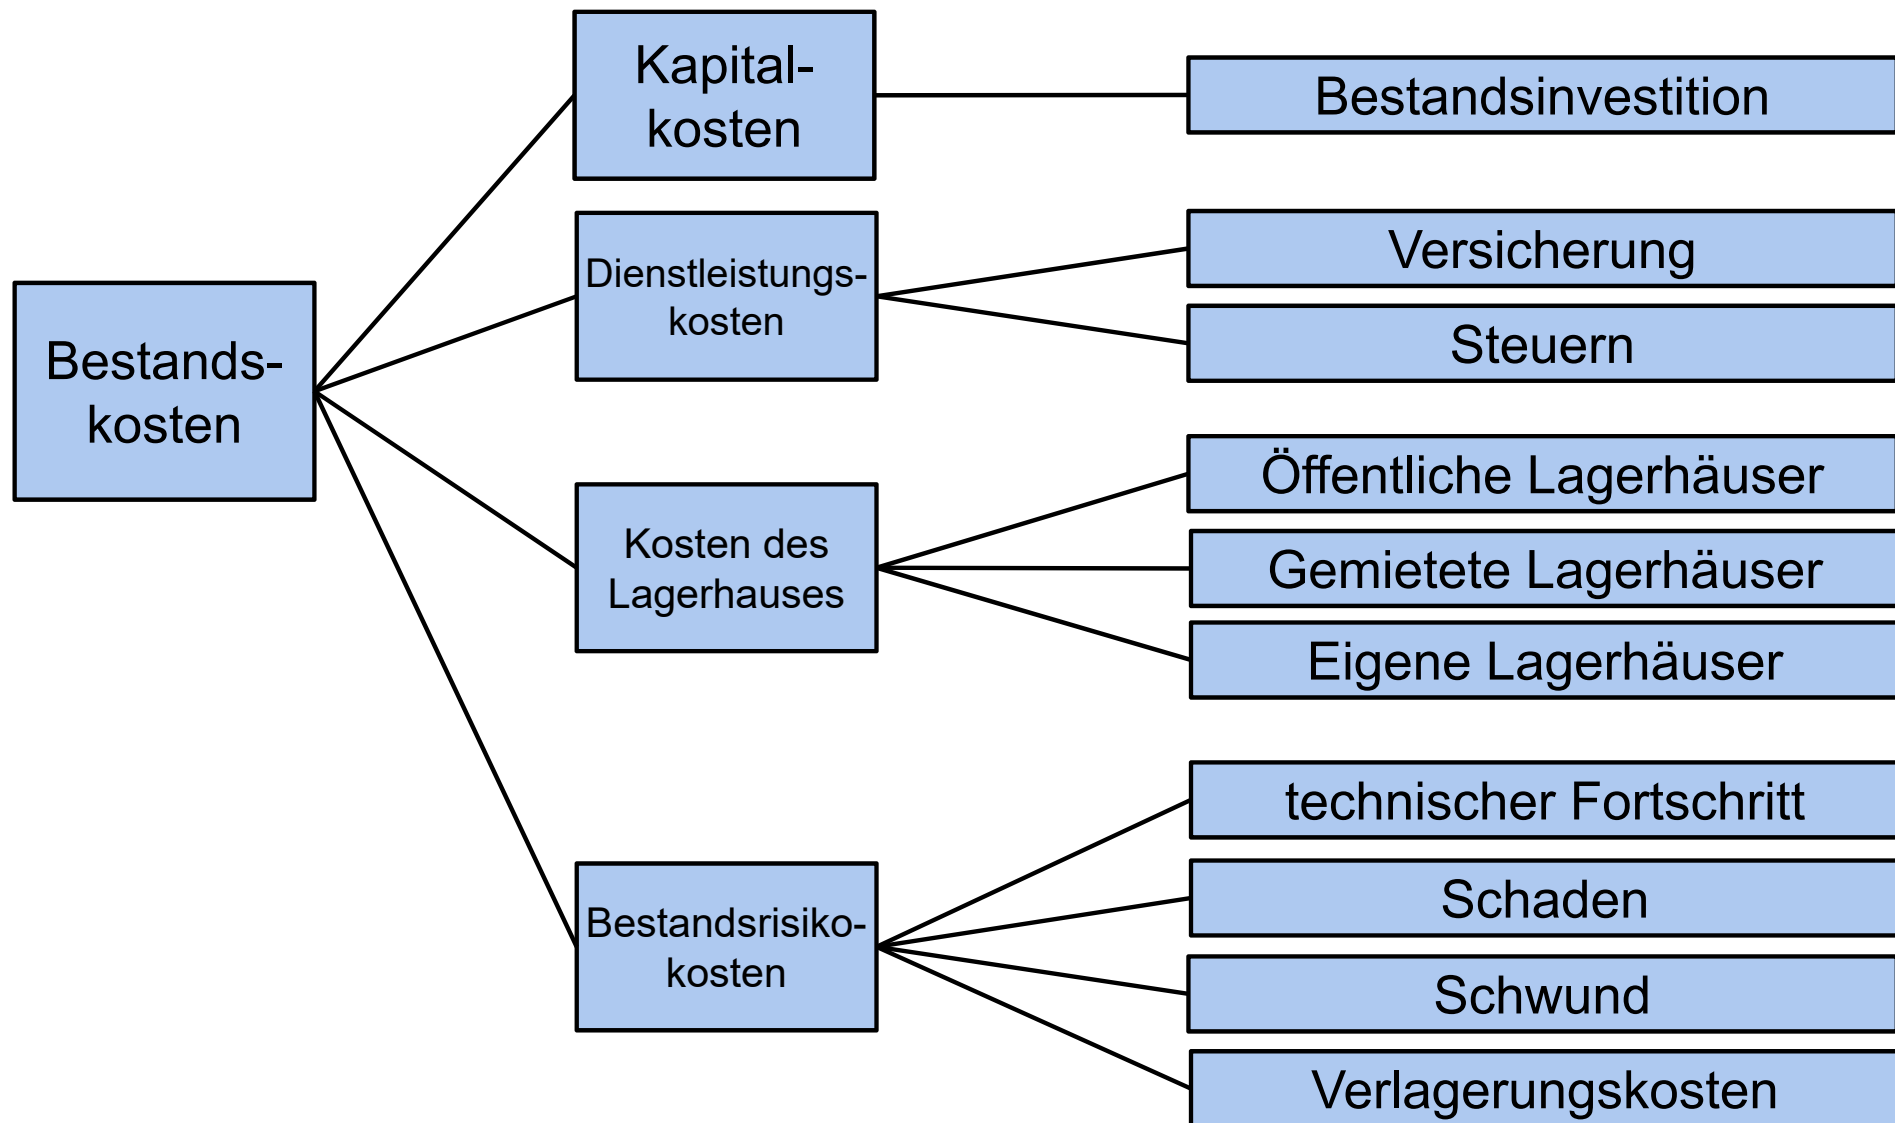 Kapital-
kosten
Bestandsinvestition
Dienstleistungs-
kosten
Versicherung
Steuern
Bestands-
kosten
Kosten des
Lagerhauses
Öffentliche Lagerhäuser
Gemietete Lagerhäuser
Eigene Lagerhäuser
Bestandsrisiko-
kosten
technischer Fortschritt
Schaden
Schwund
Verlagerungskosten